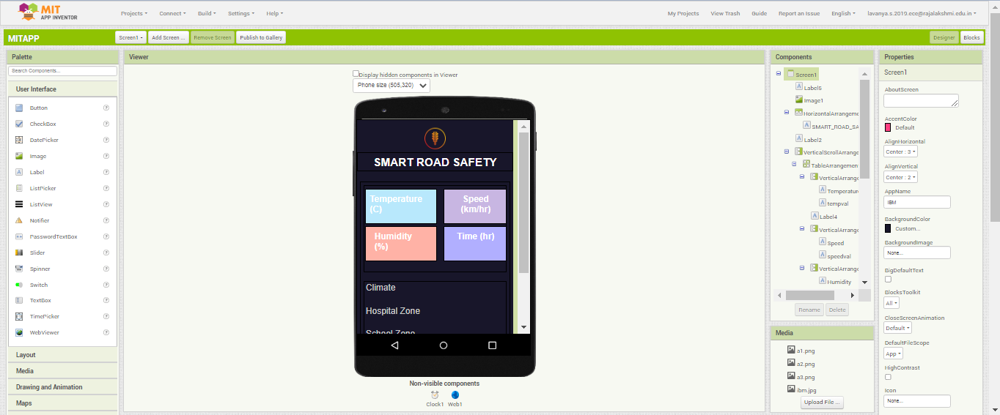 MIT
APP INVENTOR
Projects Connect Build Settings Help My Projects View Trash Guide Report an Issue English lavanya.s.2019.ece@rajalakshmi.edu.in
MITAPP Screen1 Add Screen ... Remove Screen Publish to Gallery Designer Blocks
Palette
Search Components...
User Interface
Button
CheckBox
DatePicker
Image
Label
ListPicker
ListView
Notifier
PasswordTextBox
Slider
Spinner
Switch
TextBox
TimePicker
WebViewer
Layout
Media
Drawing and Animation
Maps
Viewer
Display hidden components in Viewer
Phone size (505,320)
SMART ROAD SAFETY
Temperature
(C)
Speed
(km/hr)
Humidity
(%)
Time (hr)
Climate
Hospital Zone
School Zone
Non-visible components
Clock1 Web1
Components
Screen1
Label5
Image1
HorizontalArrangeme
SMART_ROAD_SA
Label2
VerticalScrollArrange
TableArrangement
VerticalArrang
Temperature
tempval
Label4
VerticalArrang
Speed
speedval
VerticalArrang
Humidity
Rename Delete
Media
a1.png
a2.png
a3.png
ibm.jpg
Upload File ...
Properties
Screen1
AboutScreen
AccentColor
Default
AlignHorizontal
Center : 3
AlignVertical
Center : 2
AppName
IBM
BackgroundColor
Custom...
BackgroundImage
None...
BigDefaultText
BlocksToolkit
All
CloseScreenAnimation
Default
DefaultFileScope
App
HighContrast
Icon
None...